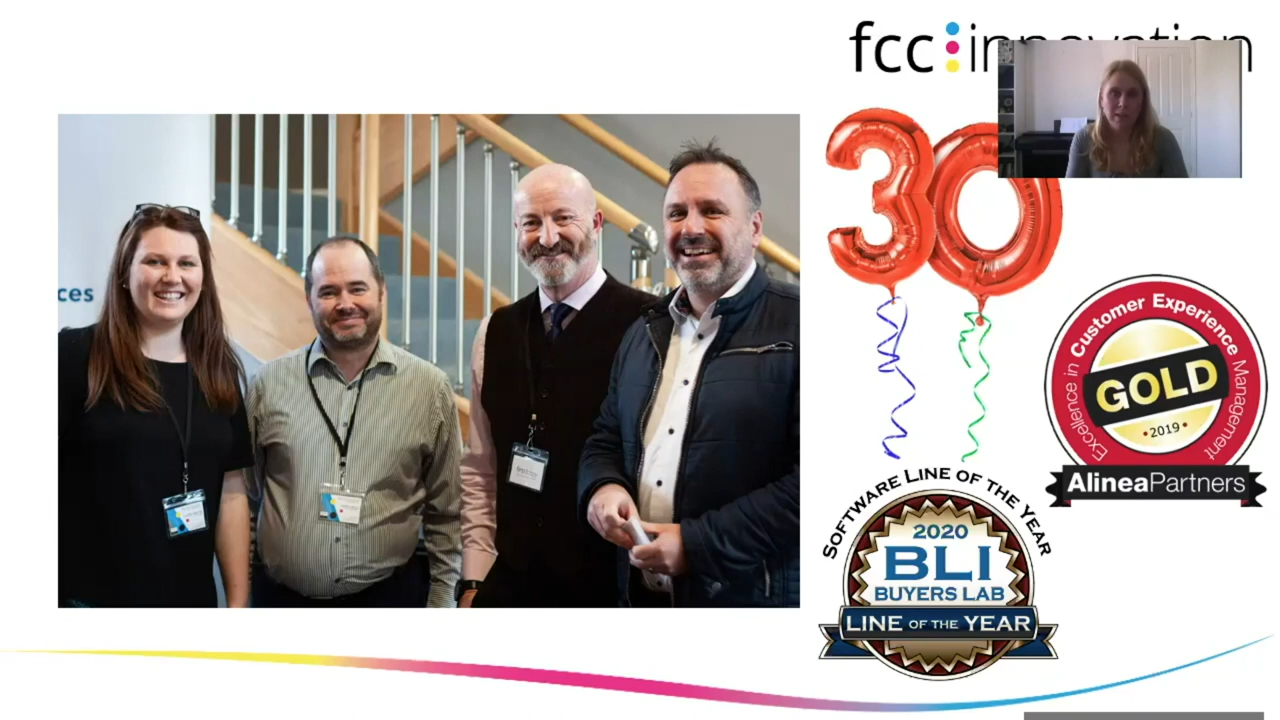 fcc:innovation
ces
30
Excellence in Customer Experience Management
GOLD
•2019•
AlineaPartners
SOFTWARE LINE OF THE YEAR
2020
BLI
BUYERS LAB
LINE OF THE YEAR